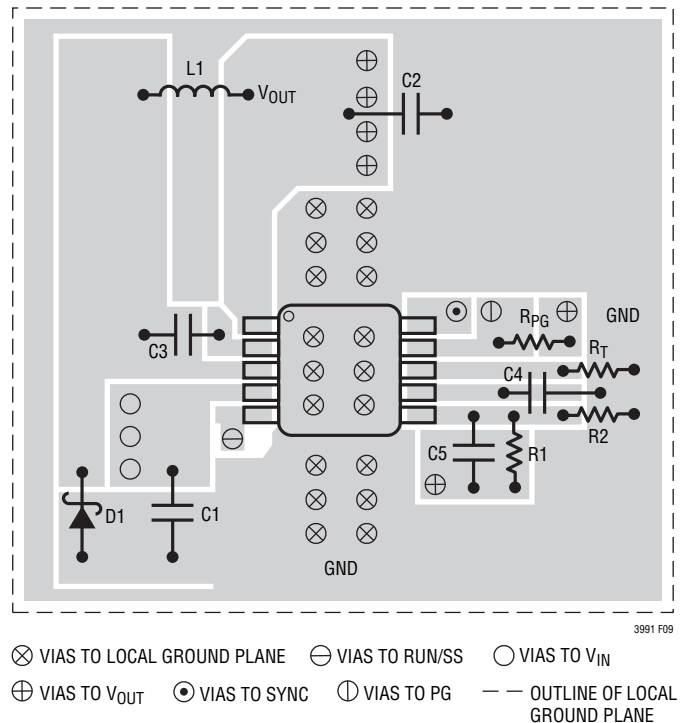 L1
VOUT
C2
C3
RPG
GND
RT
C4
R2
C5
R1
D1
C1
GND
3991 F09
VIAS TO LOCAL GROUND PLANE
VIAS TO RUN/SS
VIAS TO VIN
VIAS TO VOUT
VIAS TO SYNC
VIAS TO PG
OUTLINE OF LOCAL
GROUND PLANE